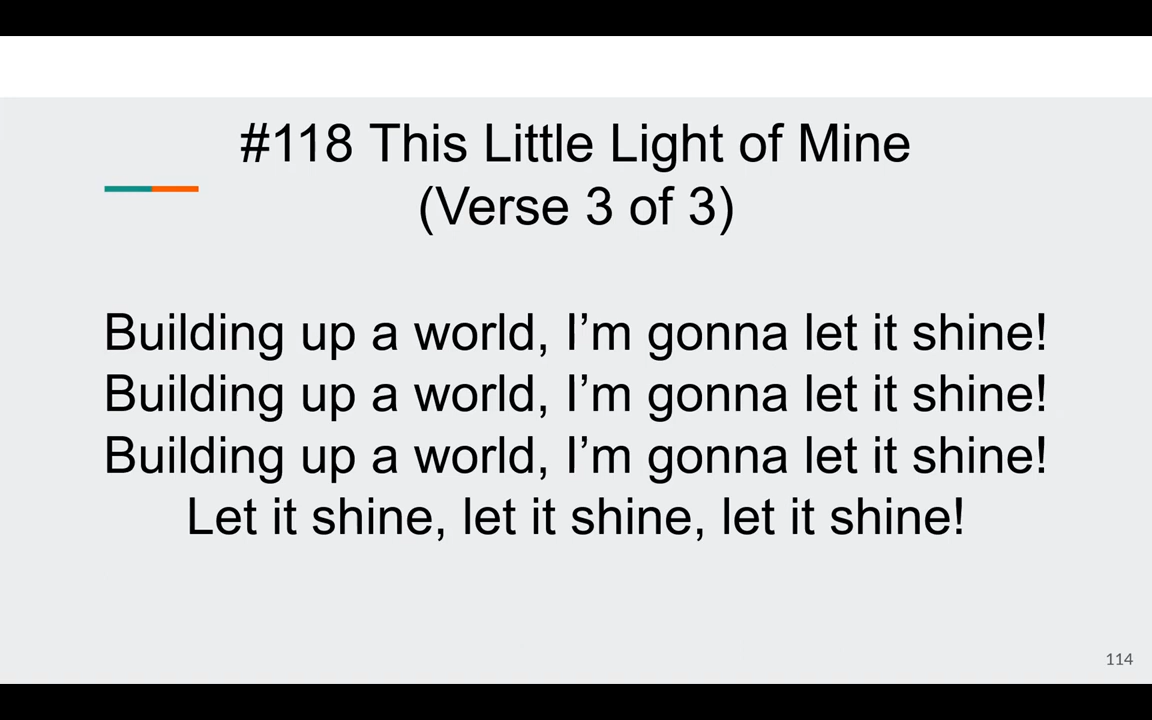 #118 This Little Light of Mine
(Verse 3 of 3)
Building up a world, I’m gonna let it shine!
Building up a world, I’m gonna let it shine!
Building up a world, I’m gonna let it shine!
Let it shine, let it shine, let it shine!
114